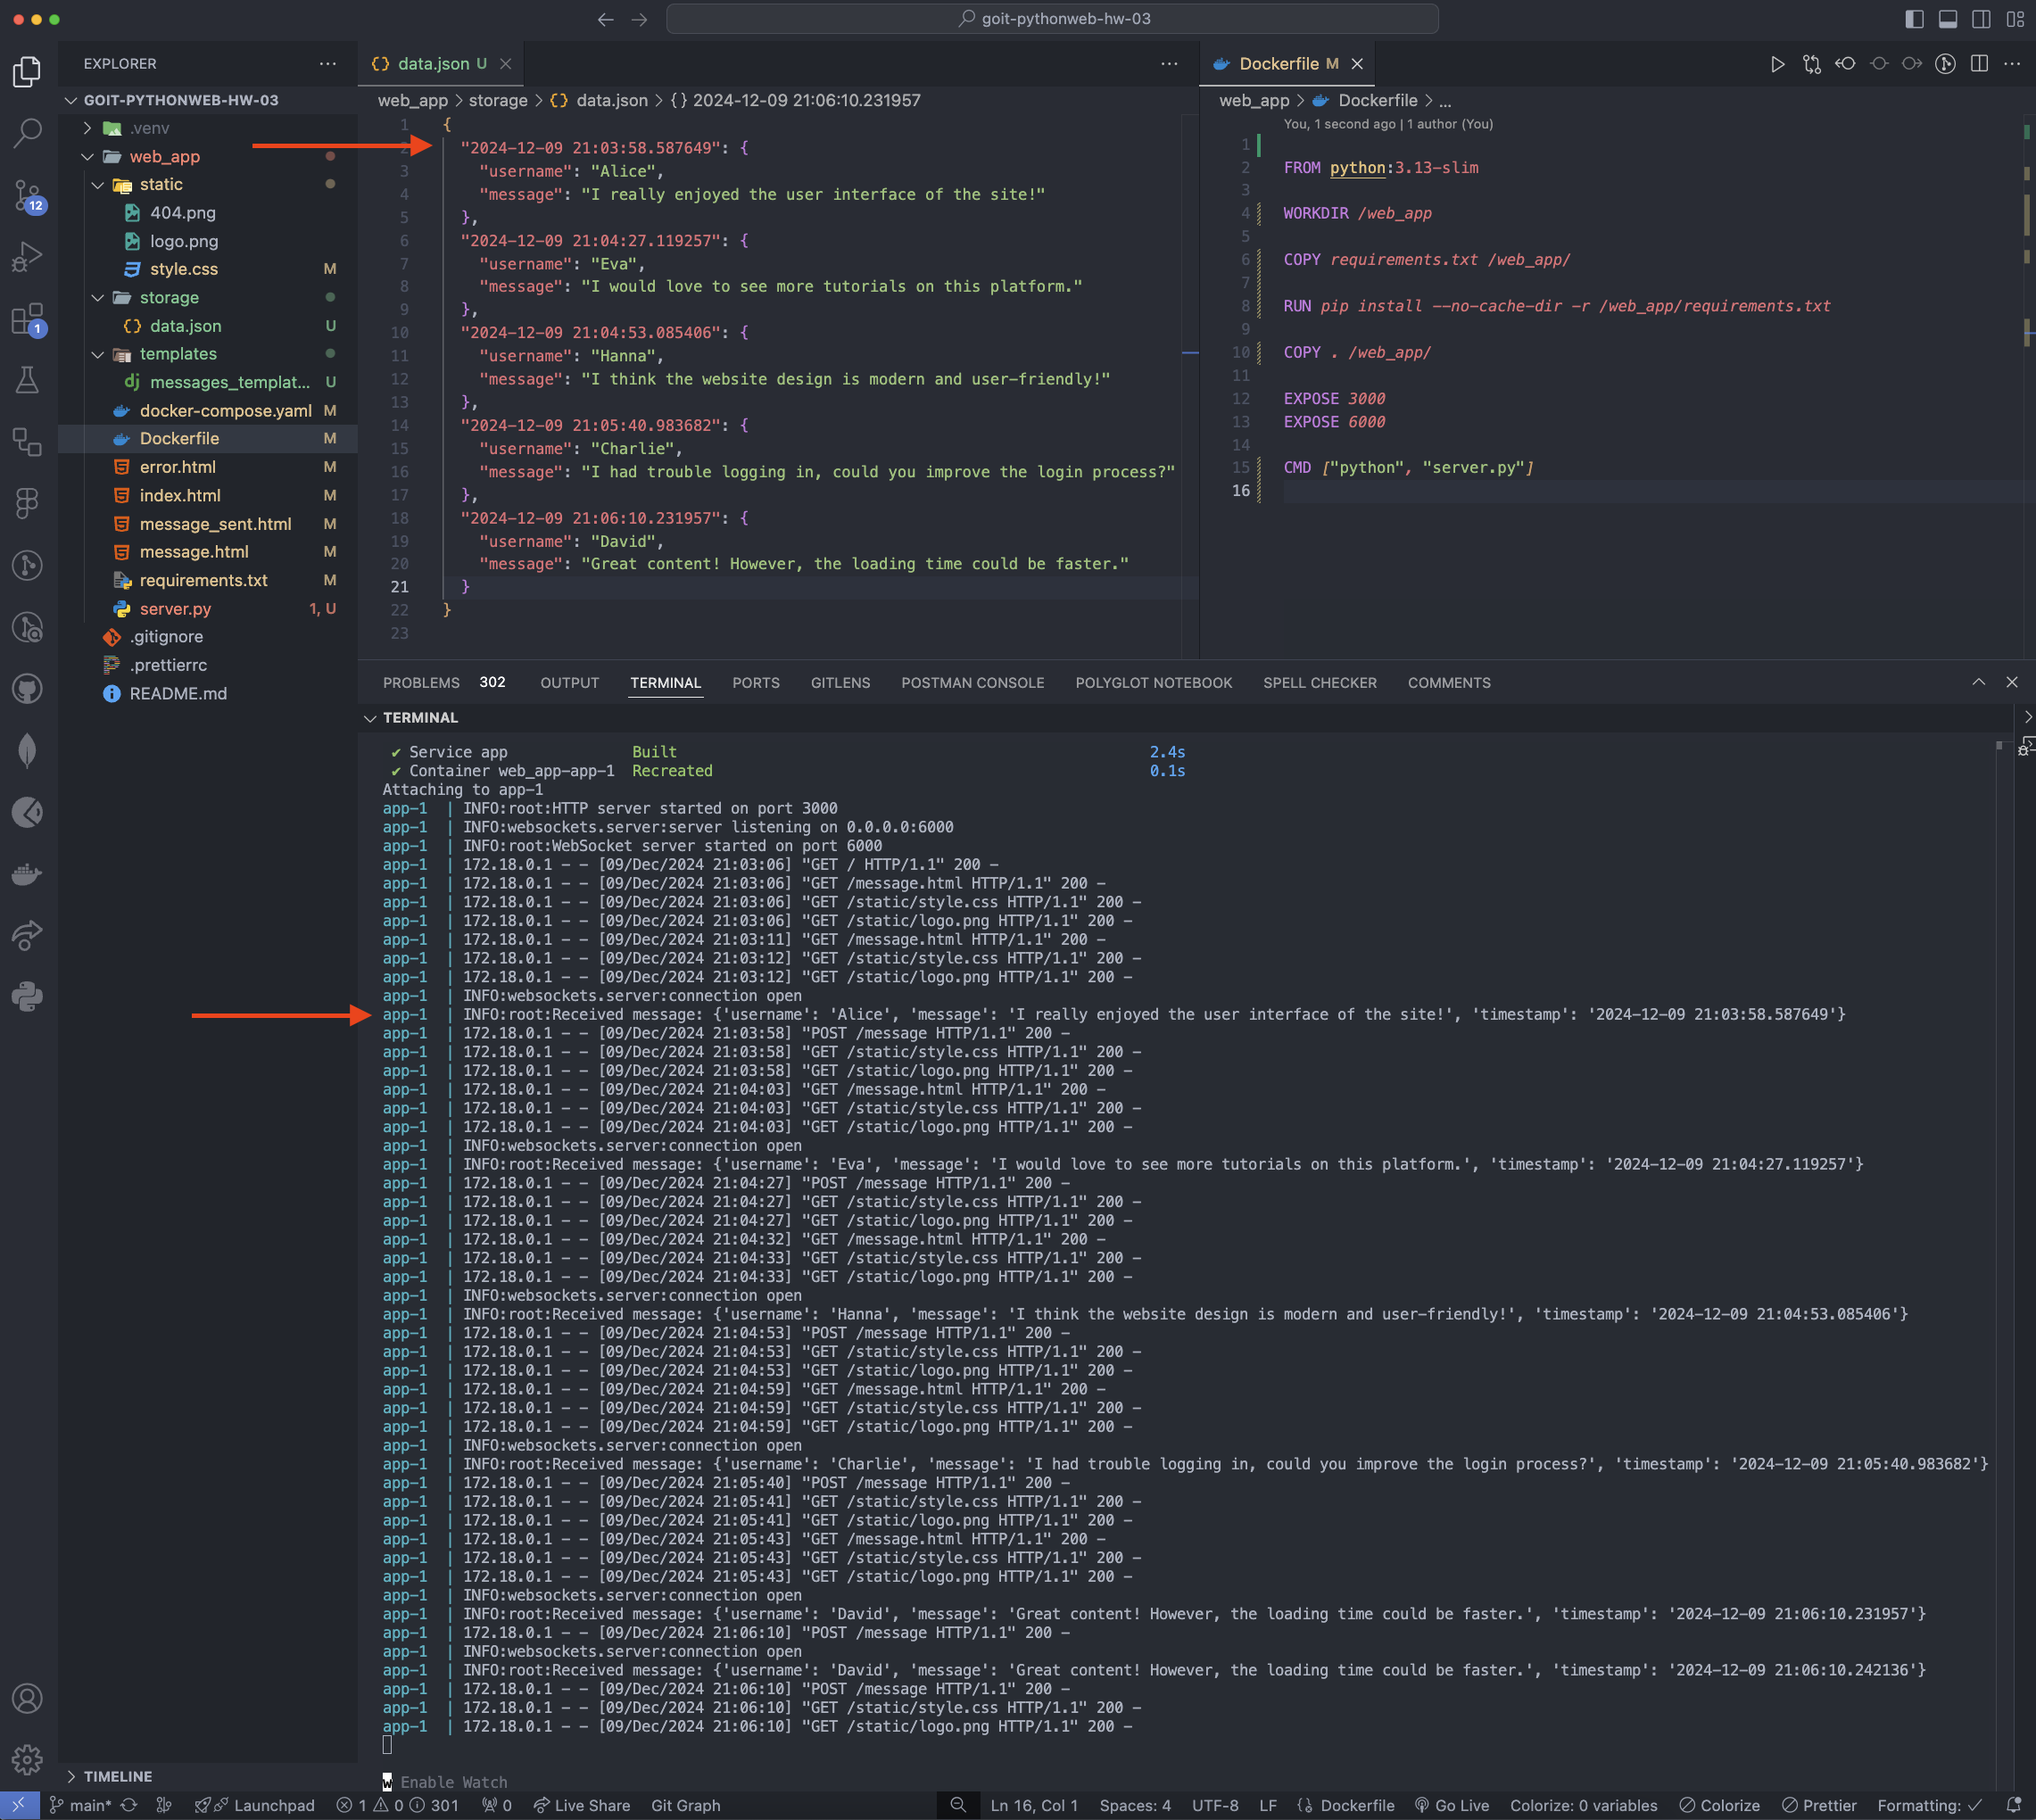 goit-pythonweb-hw-03
EXPLORER
GOIT-PYTHONWEB-HW-03
.venv
web_app
static
404.png
logo.png
style.css M
storage
data.json U
templates
messages_templat... U
docker-compose.yaml M
Dockerfile M
error.html M
index.html M
message_sent.html M
message.html M
requirements.txt M
server.py 1, U
.gitignore
.prettierrc
README.md
TIMELINE
12
1
data.json U
web_app > storage > data.json > {} 2024-12-09 21:06:10.231957
1 {
2 "2024-12-09 21:03:58.587649": {
3 "username": "Alice",
4 "message": "I really enjoyed the user interface of the site!"
5 },
6 "2024-12-09 21:04:27.119257": {
7 "username": "Eva",
8 "message": "I would love to see more tutorials on this platform."
9 },
10 "2024-12-09 21:04:53.085406": {
11 "username": "Hanna",
12 "message": "I think the website design is modern and user-friendly!"
13 },
14 "2024-12-09 21:05:40.983682": {
15 "username": "Charlie",
16 "message": "I had trouble logging in, could you improve the login process?"
17 },
18 "2024-12-09 21:06:10.231957": {
19 "username": "David",
20 "message": "Great content! However, the loading time could be faster."
21 }
22 }
23
Dockerfile M
web_app > Dockerfile > ...
You, 1 second ago | 1 author (You)
1
2 FROM python:3.13-slim
3
4 WORKDIR /web_app
5
6 COPY requirements.txt /web_app/
7
8 RUN pip install --no-cache-dir -r /web_app/requirements.txt
9
10 COPY . /web_app/
11
12 EXPOSE 3000
13 EXPOSE 6000
14
15 CMD ["python", "server.py"]
16
PROBLEMS 302 OUTPUT TERMINAL PORTS GITLENS POSTMAN CONSOLE POLYGLOT NOTEBOOK SPELL CHECKER COMMENTS
TERMINAL
✔ Service app Built 2.4s
✔ Container web_app-app-1 Recreated 0.1s
Attaching to app-1
app-1 | INFO:root:HTTP server started on port 3000
app-1 | INFO:websockets.server:server listening on 0.0.0.0:6000
app-1 | INFO:root:WebSocket server started on port 6000
app-1 | 172.18.0.1 - - [09/Dec/2024 21:03:06] "GET / HTTP/1.1" 200 -
app-1 | 172.18.0.1 - - [09/Dec/2024 21:03:06] "GET /message.html HTTP/1.1" 200 -
app-1 | 172.18.0.1 - - [09/Dec/2024 21:03:06] "GET /static/style.css HTTP/1.1" 200 -
app-1 | 172.18.0.1 - - [09/Dec/2024 21:03:06] "GET /static/logo.png HTTP/1.1" 200 -
app-1 | 172.18.0.1 - - [09/Dec/2024 21:03:11] "GET /message.html HTTP/1.1" 200 -
app-1 | 172.18.0.1 - - [09/Dec/2024 21:03:12] "GET /static/style.css HTTP/1.1" 200 -
app-1 | 172.18.0.1 - - [09/Dec/2024 21:03:12] "GET /static/logo.png HTTP/1.1" 200 -
app-1 | INFO:websockets.server:connection open
app-1 | INFO:root:Received message: {'username': 'Alice', 'message': 'I really enjoyed the user interface of the site!', 'timestamp': '2024-12-09 21:03:58.587649'}
app-1 | 172.18.0.1 - - [09/Dec/2024 21:03:58] "POST /message HTTP/1.1" 200 -
app-1 | 172.18.0.1 - - [09/Dec/2024 21:03:58] "GET /static/style.css HTTP/1.1" 200 -
app-1 | 172.18.0.1 - - [09/Dec/2024 21:03:58] "GET /static/logo.png HTTP/1.1" 200 -
app-1 | 172.18.0.1 - - [09/Dec/2024 21:04:03] "GET /message.html HTTP/1.1" 200 -
app-1 | 172.18.0.1 - - [09/Dec/2024 21:04:03] "GET /static/style.css HTTP/1.1" 200 -
app-1 | 172.18.0.1 - - [09/Dec/2024 21:04:03] "GET /static/logo.png HTTP/1.1" 200 -
app-1 | INFO:websockets.server:connection open
app-1 | INFO:root:Received message: {'username': 'Eva', 'message': 'I would love to see more tutorials on this platform.', 'timestamp': '2024-12-09 21:04:27.119257'}
app-1 | 172.18.0.1 - - [09/Dec/2024 21:04:27] "POST /message HTTP/1.1" 200 -
app-1 | 172.18.0.1 - - [09/Dec/2024 21:04:27] "GET /static/style.css HTTP/1.1" 200 -
app-1 | 172.18.0.1 - - [09/Dec/2024 21:04:27] "GET /static/logo.png HTTP/1.1" 200 -
app-1 | 172.18.0.1 - - [09/Dec/2024 21:04:32] "GET /message.html HTTP/1.1" 200 -
app-1 | 172.18.0.1 - - [09/Dec/2024 21:04:33] "GET /static/style.css HTTP/1.1" 200 -
app-1 | 172.18.0.1 - - [09/Dec/2024 21:04:33] "GET /static/logo.png HTTP/1.1" 200 -
app-1 | INFO:websockets.server:connection open
app-1 | INFO:root:Received message: {'username': 'Hanna', 'message': 'I think the website design is modern and user-friendly!', 'timestamp': '2024-12-09 21:04:53.085406'}
app-1 | 172.18.0.1 - - [09/Dec/2024 21:04:53] "POST /message HTTP/1.1" 200 -
app-1 | 172.18.0.1 - - [09/Dec/2024 21:04:53] "GET /static/style.css HTTP/1.1" 200 -
app-1 | 172.18.0.1 - - [09/Dec/2024 21:04:53] "GET /static/logo.png HTTP/1.1" 200 -
app-1 | 172.18.0.1 - - [09/Dec/2024 21:04:59] "GET /message.html HTTP/1.1" 200 -
app-1 | 172.18.0.1 - - [09/Dec/2024 21:04:59] "GET /static/style.css HTTP/1.1" 200 -
app-1 | 172.18.0.1 - - [09/Dec/2024 21:04:59] "GET /static/logo.png HTTP/1.1" 200 -
app-1 | INFO:websockets.server:connection open
app-1 | INFO:root:Received message: {'username': 'Charlie', 'message': 'I had trouble logging in, could you improve the login process?', 'timestamp': '2024-12-09 21:05:40.983682'}
app-1 | 172.18.0.1 - - [09/Dec/2024 21:05:40] "POST /message HTTP/1.1" 200 -
app-1 | 172.18.0.1 - - [09/Dec/2024 21:05:41] "GET /static/style.css HTTP/1.1" 200 -
app-1 | 172.18.0.1 - - [09/Dec/2024 21:05:41] "GET /static/logo.png HTTP/1.1" 200 -
app-1 | 172.18.0.1 - - [09/Dec/2024 21:05:43] "GET /message.html HTTP/1.1" 200 -
app-1 | 172.18.0.1 - - [09/Dec/2024 21:05:43] "GET /static/style.css HTTP/1.1" 200 -
app-1 | 172.18.0.1 - - [09/Dec/2024 21:05:43] "GET /static/logo.png HTTP/1.1" 200 -
app-1 | INFO:websockets.server:connection open
app-1 | INFO:root:Received message: {'username': 'David', 'message': 'Great content! However, the loading time could be faster.', 'timestamp': '2024-12-09 21:06:10.231957'}
app-1 | 172.18.0.1 - - [09/Dec/2024 21:06:10] "POST /message HTTP/1.1" 200 -
app-1 | INFO:websockets.server:connection open
app-1 | INFO:root:Received message: {'username': 'David', 'message': 'Great content! However, the loading time could be faster.', 'timestamp': '2024-12-09 21:06:10.242136'}
app-1 | 172.18.0.1 - - [09/Dec/2024 21:06:10] "POST /message HTTP/1.1" 200 -
app-1 | 172.18.0.1 - - [09/Dec/2024 21:06:10] "GET /static/style.css HTTP/1.1" 200 -
app-1 | 172.18.0.1 - - [09/Dec/2024 21:06:10] "GET /static/logo.png HTTP/1.1" 200 -
w Enable Watch
main* Launchpad 1 0 301 0 Live Share Git Graph Ln 16, Col 1 Spaces: 4 UTF-8 LF Dockerfile Go Live Colorize: 0 variables Colorize Prettier Formatting: ✓